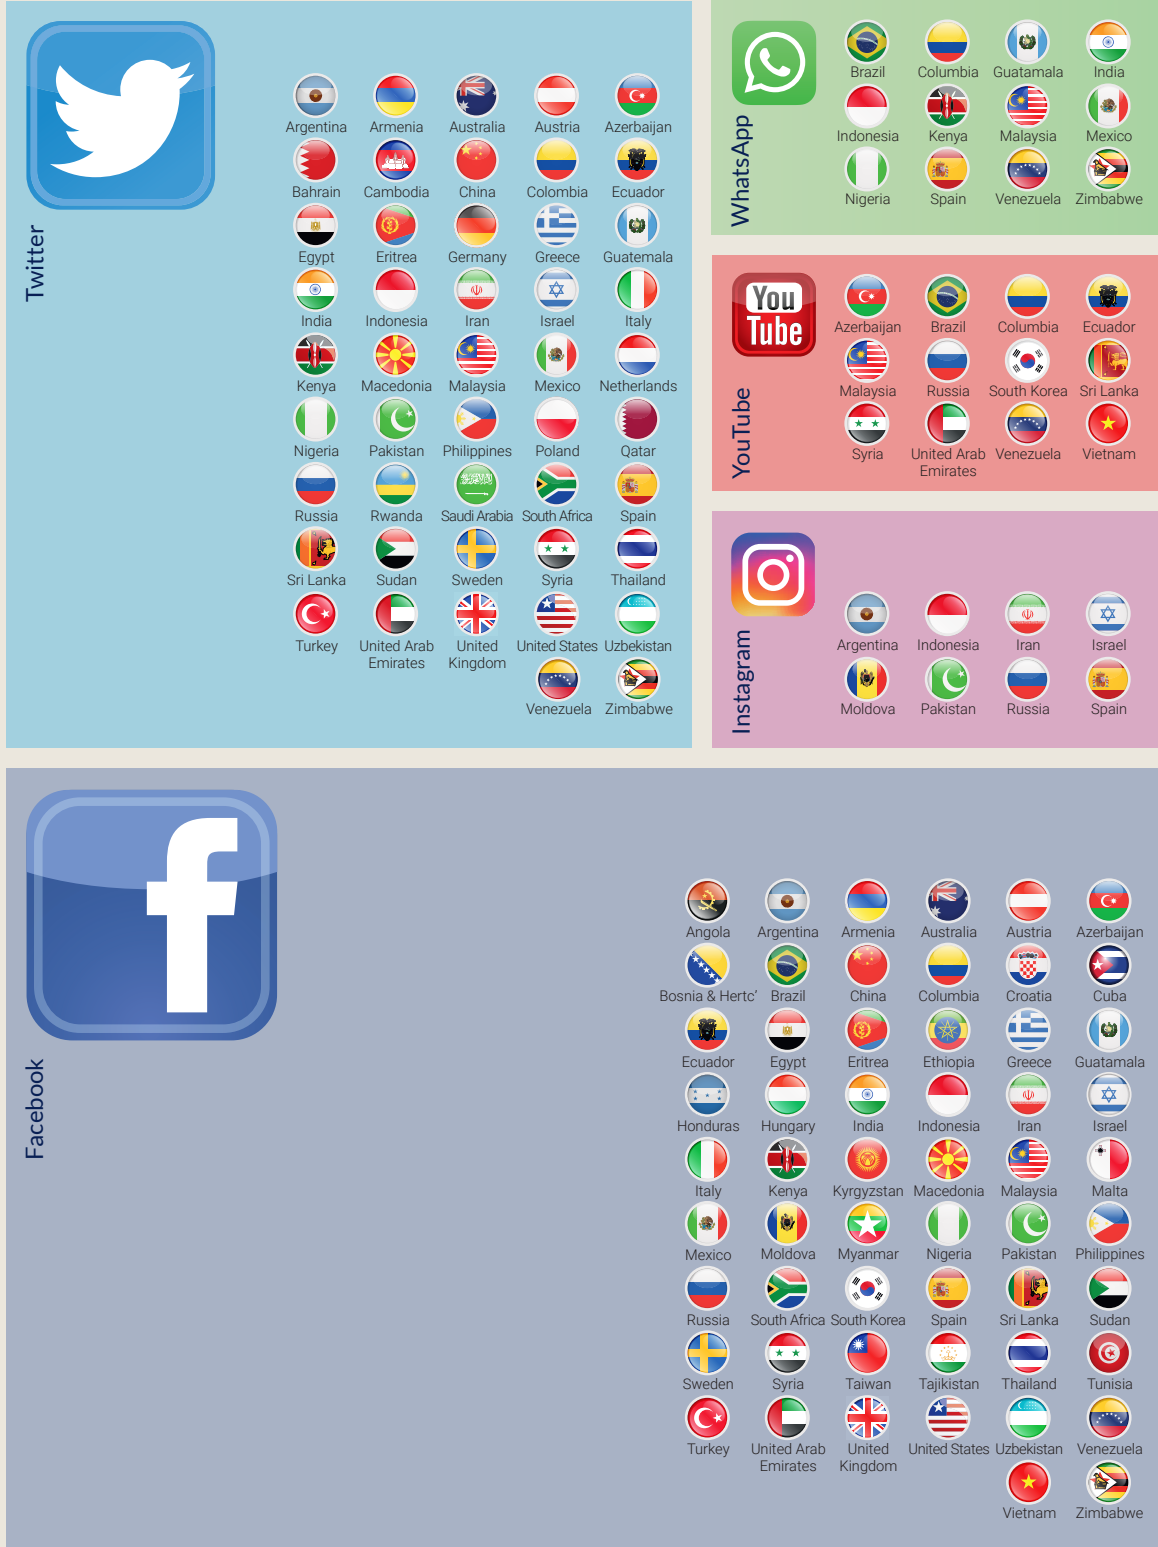 Twitter
Argentina Armenia Australia Austria Azerbaijan
Bahrain Cambodia China Colombia Ecuador
Egypt Eritrea Germany Greece Guatemala
India Indonesia Iran Israel Italy
Kenya Macedonia Malaysia Mexico Netherlands
Nigeria Pakistan Philippines Poland Qatar
Russia Rwanda Saudi Arabia South Africa Spain
Sri Lanka Sudan Sweden Syria Thailand
Turkey United Arab United United States Uzbekistan
Emirates Kingdom
Venezuela Zimbabwe
WhatsApp
Brazil Columbia Guatamala India
Indonesia Kenya Malaysia Mexico
Nigeria Spain Venezuela Zimbabwe
You
Tube
YouTube
Azerbaijan Brazil Columbia Ecuador
Malaysia Russia South Korea Sri Lanka
Syria United Arab Venezuela Vietnam
Emirates
Instagram
Argentina Indonesia Iran Israel
Moldova Pakistan Russia Spain
f
Facebook
Angola Argentina Armenia Australia Austria Azerbaijan
Bosnia & Hertc' Brazil China Columbia Croatia Cuba
Ecuador Egypt Eritrea Ethiopia Greece Guatamala
Honduras Hungary India Indonesia Iran Israel
Italy Kenya Kyrgyzstan Macedonia Malaysia Malta
Mexico Moldova Myanmar Nigeria Pakistan Philippines
Russia South Africa South Korea Spain Sri Lanka Sudan
Sweden Syria Taiwan Tajikistan Thailand Tunisia
Turkey United Arab United United States Uzbekistan Venezuela
Emirates Kingdom
Vietnam Zimbabwe